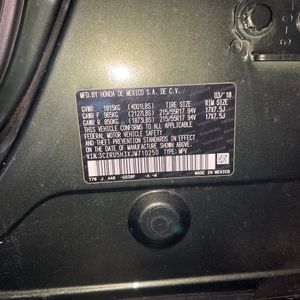 MFD. BY HONDA DE MEXICO S.A. DE C.V. 03/18
GVWR 1815KG (4001LBS) TIRE SIZE RIM SIZE
GAWR F 965KG (2127LBS) 215/55R17 94V 17X7.5J
GAWR R 850KG (1873LBS) 215/55R17 94V 17X7.5J
THIS VEHICLE CONFORMS TO ALL APPLICABLE FEDERAL
MOTOR VEHICLE SAFETY, BUMPER, AND THEFT PREVENTION
STANDARDS IN EFFECT ON THE DATE OF MANUFACTURE
SHOWN ABOVE.
V.I.N:3CZRU5H3XJM710250 TYPE: MPV
MADE IN
MEXICO